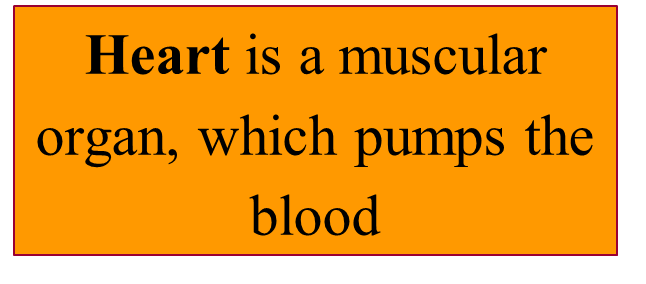 Heart is a muscular
organ, which pumps the
blood